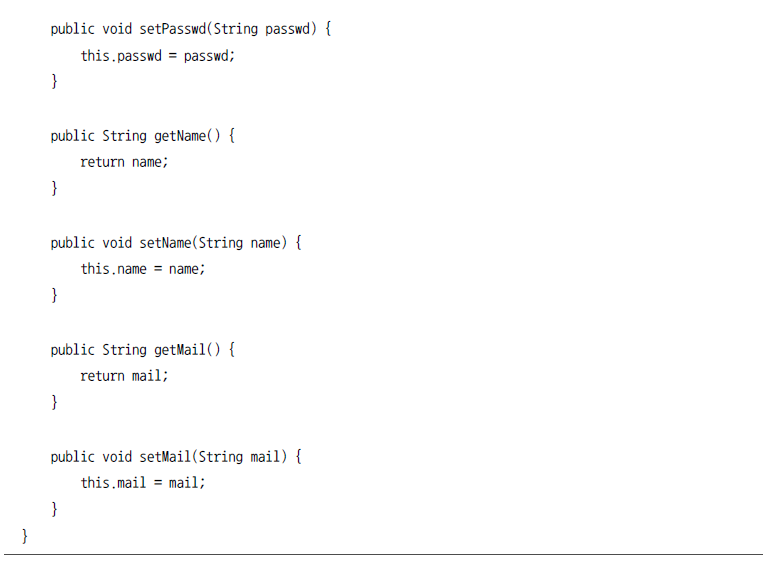 public void setPasswd(String passwd) {
this.passwd = passwd;
}
public String getName() {
return name;
}
public void setName(String name) {
this.name = name;
}
public String getMail() {
return mail;
}
public void setMail(String mail) {
this.mail = mail;
}
}